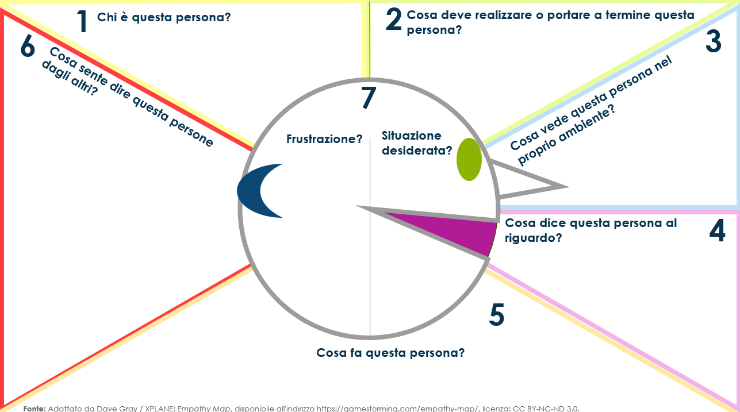 1 Chi è questa persona?
2 Cosa deve realizzare o portare a termine questa
persona?
3
Cosa vede questa persona nel
proprio ambiente?
6
Cosa sente dire questa persone
dagli altri?
7
Frustrazione?
Situazione
desiderata?
Cosa dice questa persona al
riguardo?
4
5
Cosa fa questa persona?
Fonte: Adattato da Dave Gray / XPLANE: Empathy Map, disponibile all'indirizzo https://gamestorming.com/empathy-map/, licenza: CC BY-NC-ND 3.0.